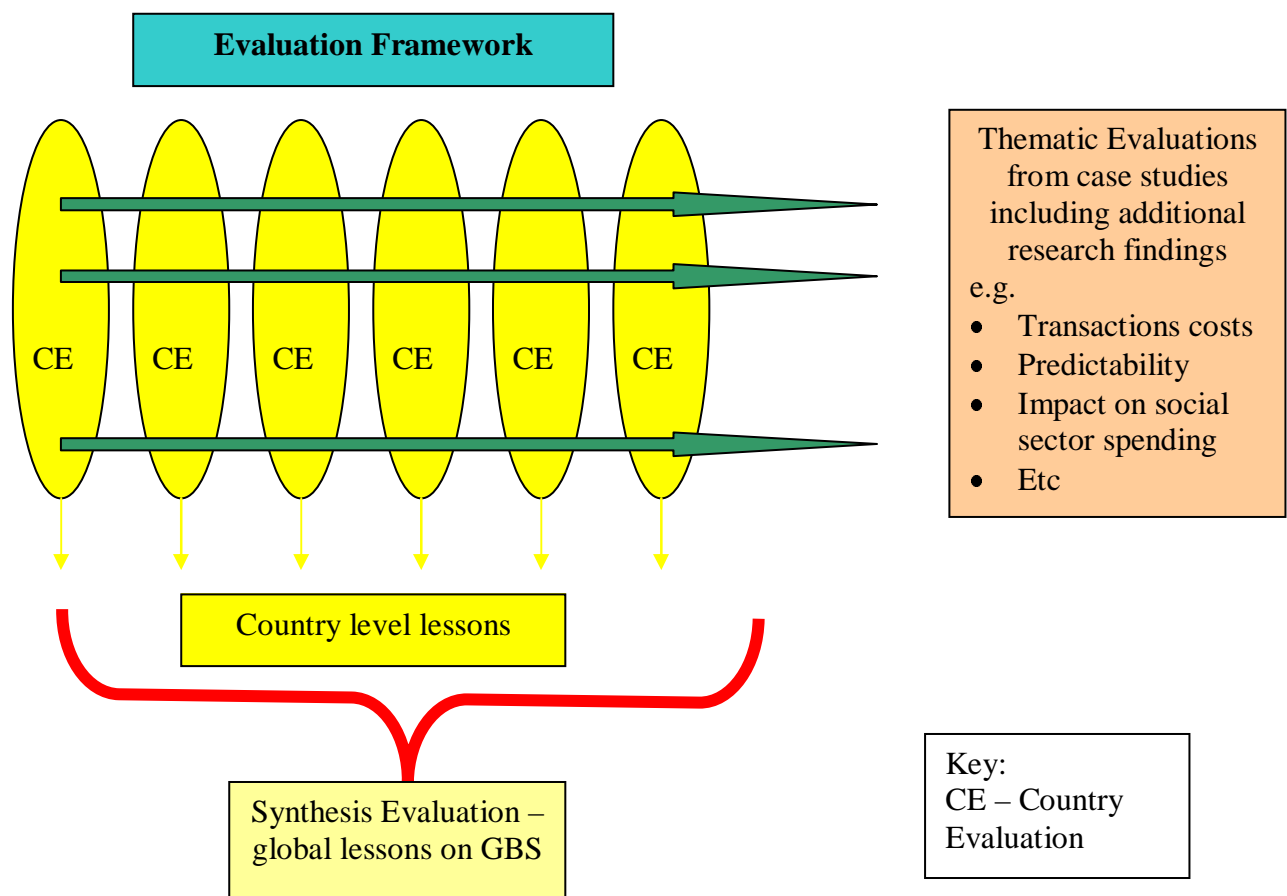 Evaluation Framework
Thematic Evaluations
from case studies
including additional
research findings
e.g.
• Transactions costs
• Predictability
• Impact on social
sector spending
• Etc
CE CE CE CE CE CE
Country level lessons
Synthesis Evaluation –
global lessons on GBS
Key:
CE – Country
Evaluation